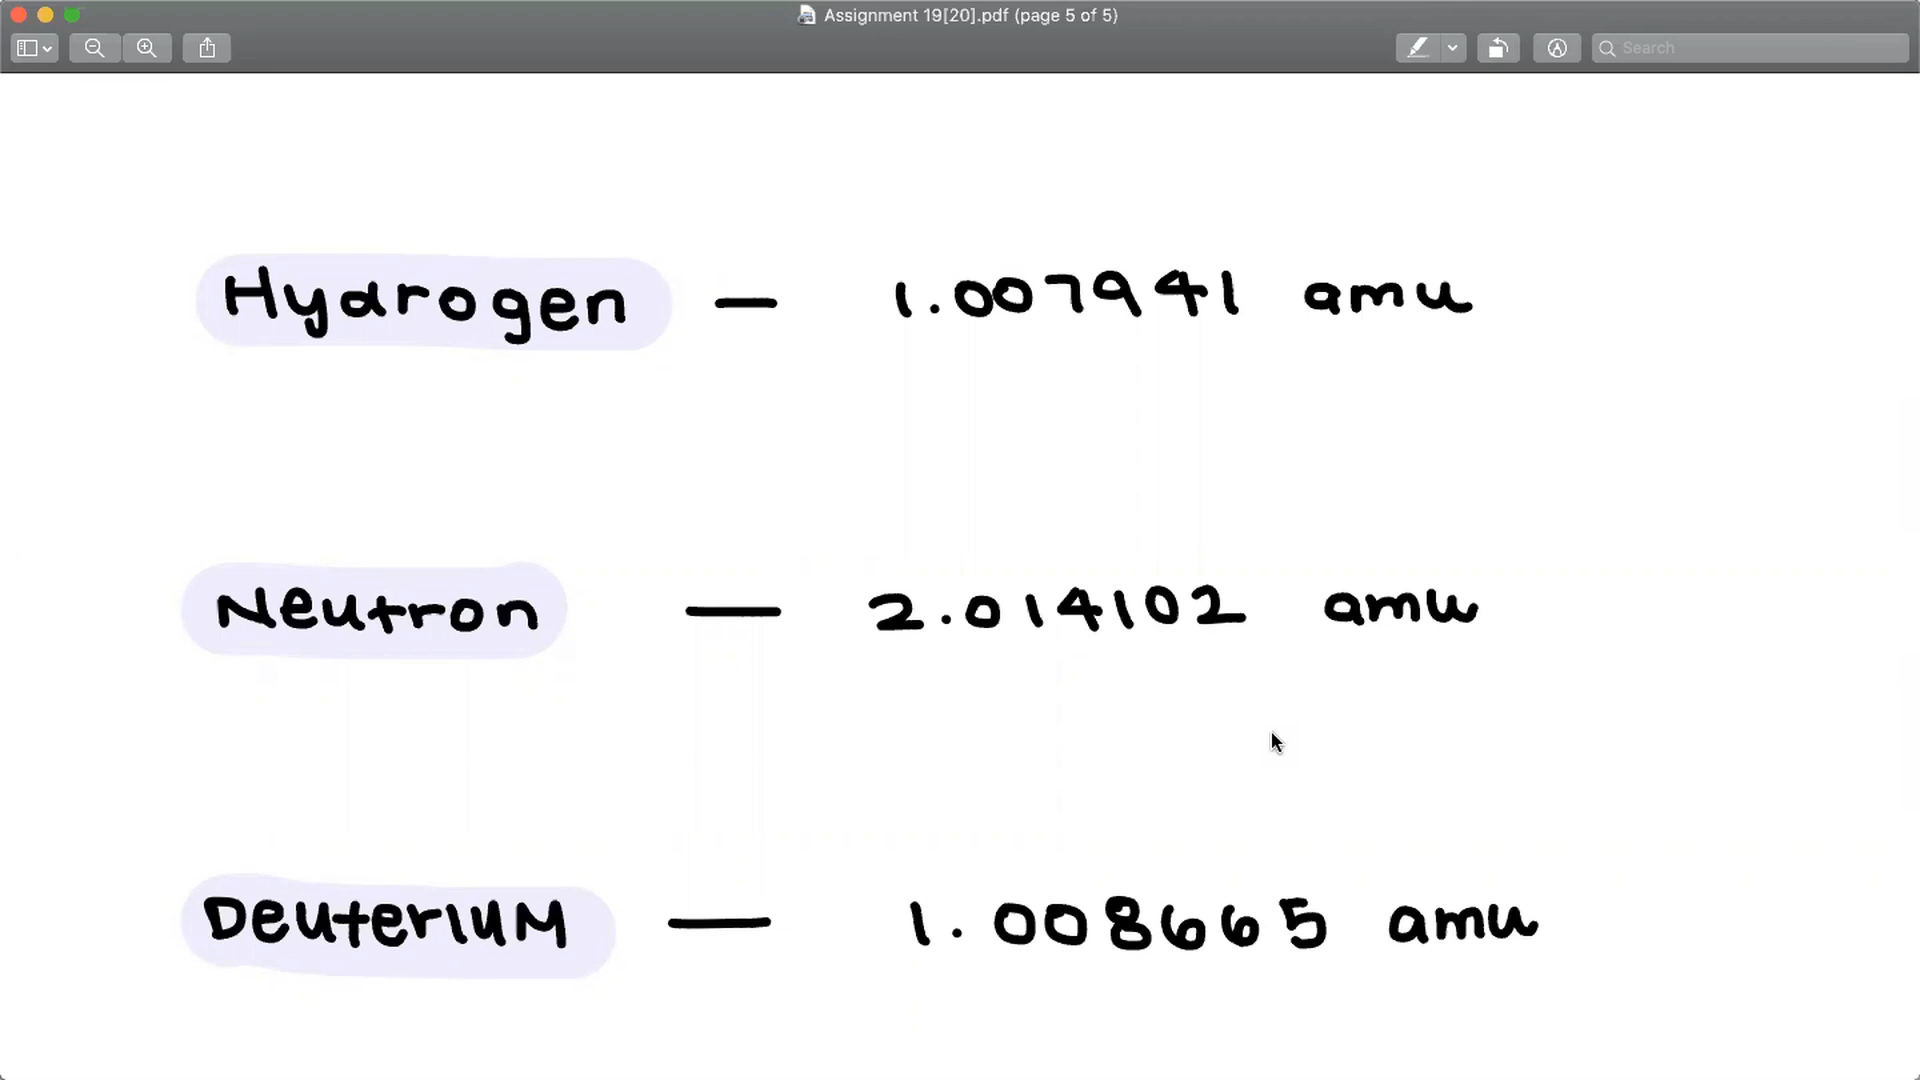 Assignment 19[20].pdf (page 5 of 5)
Search
Hydrogen — 1.007941 amu
Neutron — 2.014102 amu
Deuterium — 1.008665 amu